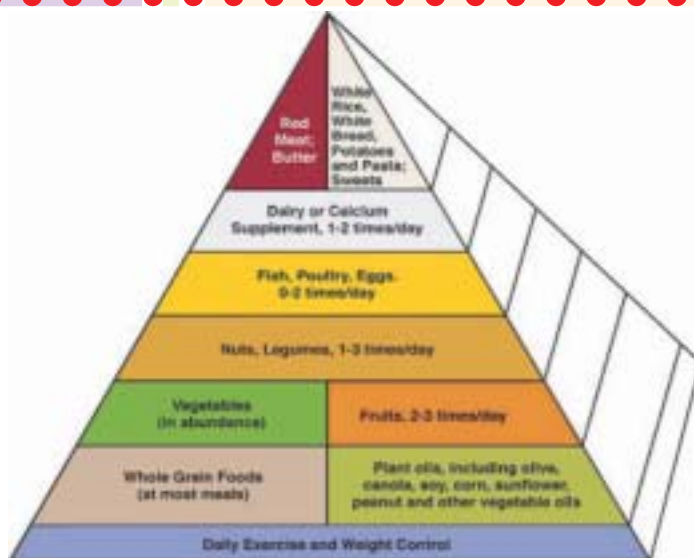 Red
Meat;
Butter
White
Rice,
White
Bread,
Potatoes
and Pasta;
Sweets
Dairy or Calcium
Supplement, 1-2 times/day
Fish, Poultry, Eggs,
0-2 times/day
Nuts, Legumes, 1-3 times/day
Vegetables
(in abundance)
Fruits, 2-3 times/day
Whole Grain Foods
(at most meals)
Plant oils, including olive,
canola, soy, corn, sunflower,
peanut and other vegetable oils
Daily Exercise and Weight Control